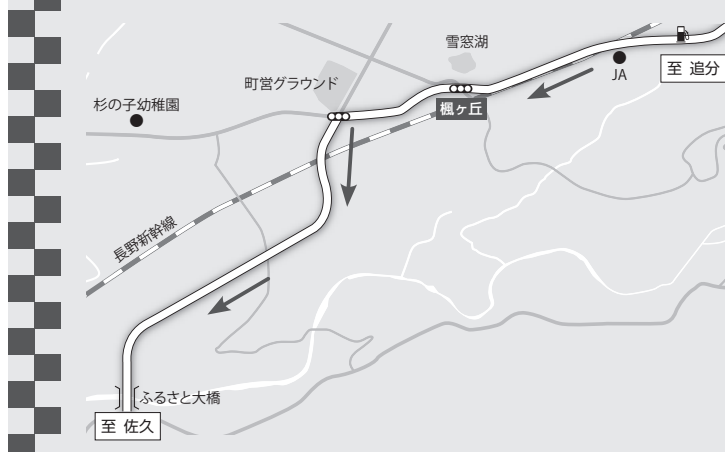 雪窓湖
町営グラウンド
JA
至 追分
杉の子幼稚園
楓ヶ丘
長野新幹線
ふるさと大橋
至 佐久